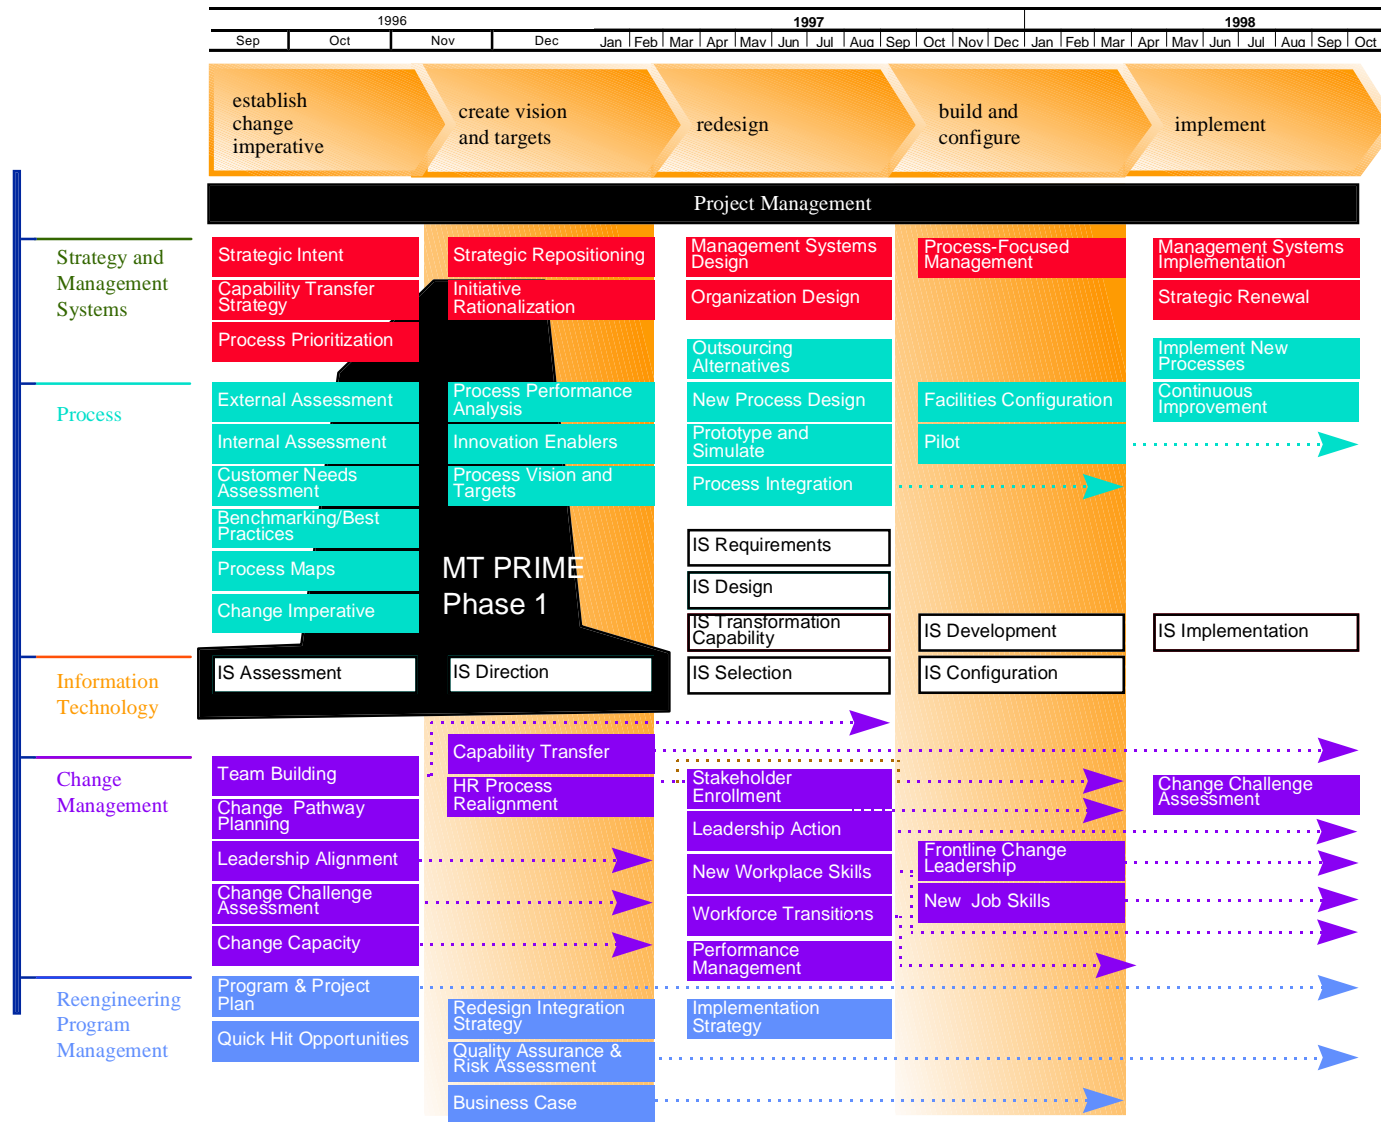 1996
1997
1998
Sep Oct Nov Dec Jan Feb Mar Apr May Jun Jul Aug Sep Oct Nov Dec Jan Feb Mar Apr May Jun Jul Aug Sep Oct
establish
change
imperative
create vision
and targets
redesign
build and
configure
implement
Project Management
Strategy and
Management
Systems
Strategic Intent
Capability Transfer
Strategy
Process Prioritization
Strategic Repositioning
Initiative
Rationalization
Management Systems
Design
Organization Design
Process-Focused
Management
Management Systems
Implementation
Strategic Renewal
Process
External Assessment
Internal Assessment
Customer Needs
Assessment
Benchmarking/Best
Practices
Process Maps
Change Imperative
Process Performance
Analysis
Innovation Enablers
Process Vision and
Targets
MT PRIME
Phase 1
Outsourcing
Alternatives
New Process Design
Prototype and
Simulate
Process Integration
Facilities Configuration
Pilot
Implement New
Processes
Continuous
Improvement
Information
Technology
IS Assessment
IS Direction
IS Requirements
IS Design
IS Transformation
Capability
IS Selection
IS Development
IS Configuration
IS Implementation
Change
Management
Team Building
Change Pathway
Planning
Leadership Alignment
Change Challenge
Assessment
Change Capacity
Capability Transfer
HR Process
Realignment
Stakeholder
Enrollment
Leadership Action
New Workplace Skills
Workforce Transitions
Performance
Management
Frontline Change
Leadership
New Job Skills
Change Challenge
Assessment
Reengineering
Program
Management
Program & Project
Plan
Quick Hit Opportunities
Redesign Integration
Strategy
Quality Assurance &
Risk Assessment
Business Case
Implementation
Strategy